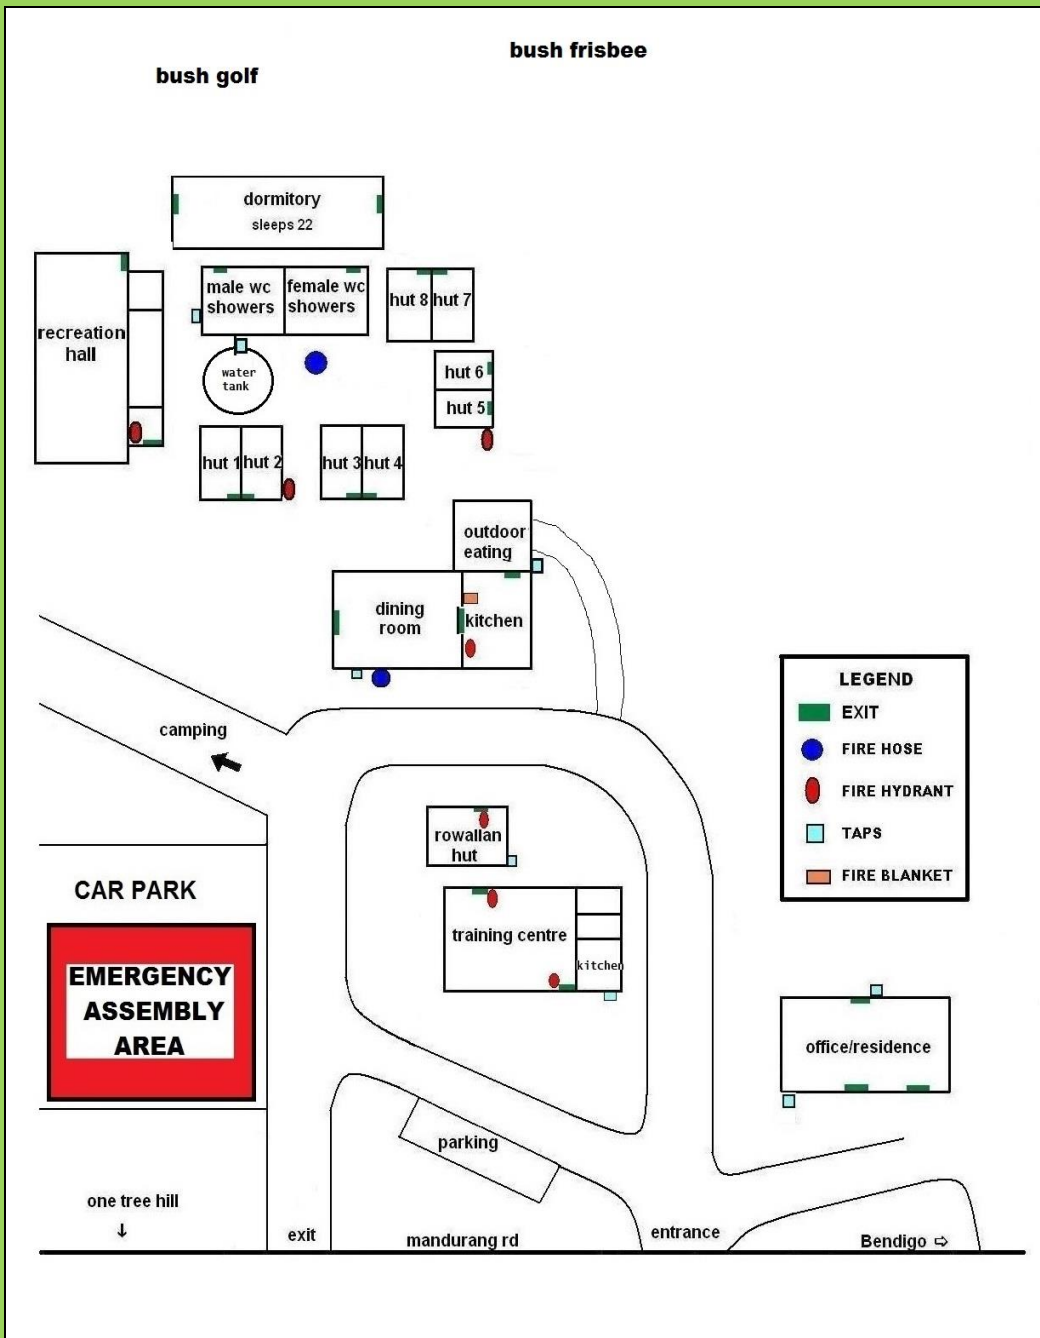 bush frisbee
bush golf
dormitory
sleeps 22
male wc
showers
female wc
showers
hut 8
hut 7
recreation
hall
water
tank
hut 6
hut 5
hut 1
hut 2
hut 3
hut 4
outdoor
eating
dining
room
kitchen
LEGEND
EXIT
FIRE HOSE
FIRE HYDRANT
TAPS
FIRE BLANKET
camping
rowallan
hut
CAR PARK
training centre
kitchen
EMERGENCY
ASSEMBLY
AREA
office/residence
parking
one tree hill
↓
exit
mandurang rd
entrance
Bendigo ⇨